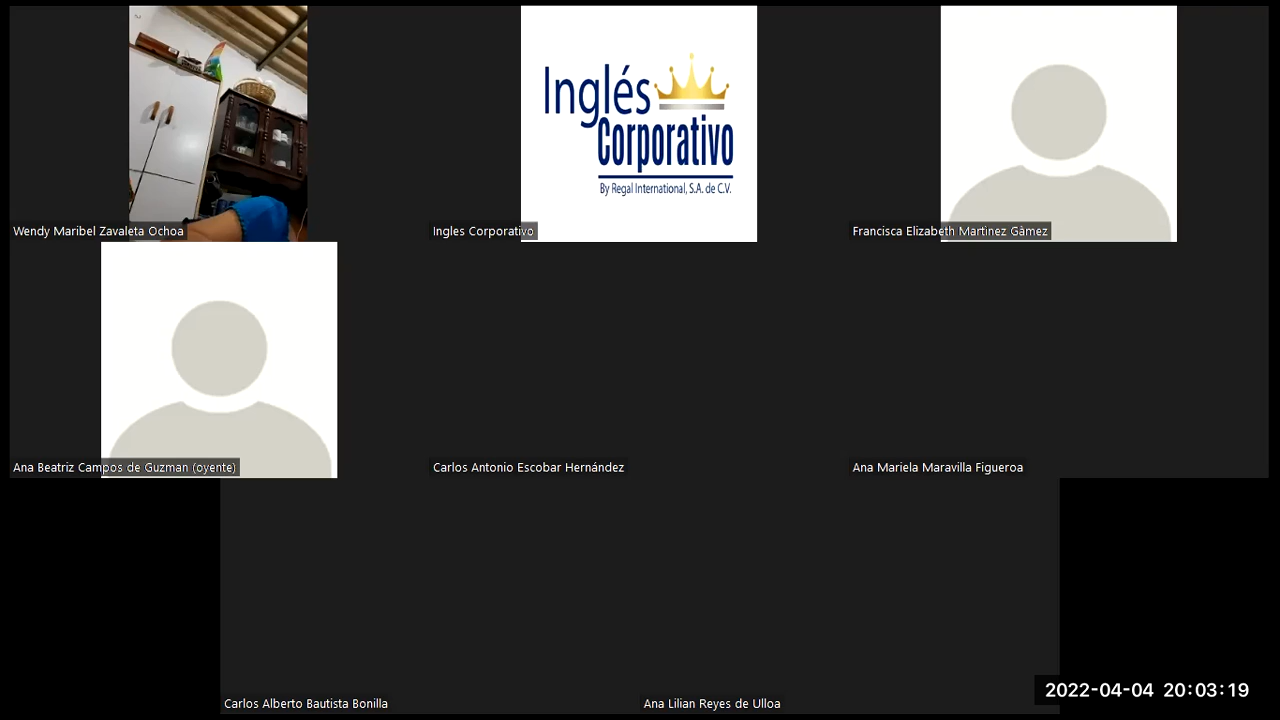 Inglés
Corporativo
By Regal International, S.A. de C.V.
Wendy Maribel Zavaleta Ochoa
Ingles Corporativo
Francisca Elizabeth Martìnez Gàmez
Ana Beatriz Campos de Guzman (oyente)
Carlos Antonio Escobar Hernández
Ana Mariela Maravilla Figueroa
Carlos Alberto Bautista Bonilla
Ana Lilian Reyes de Ulloa
2022-04-04 20:03:19